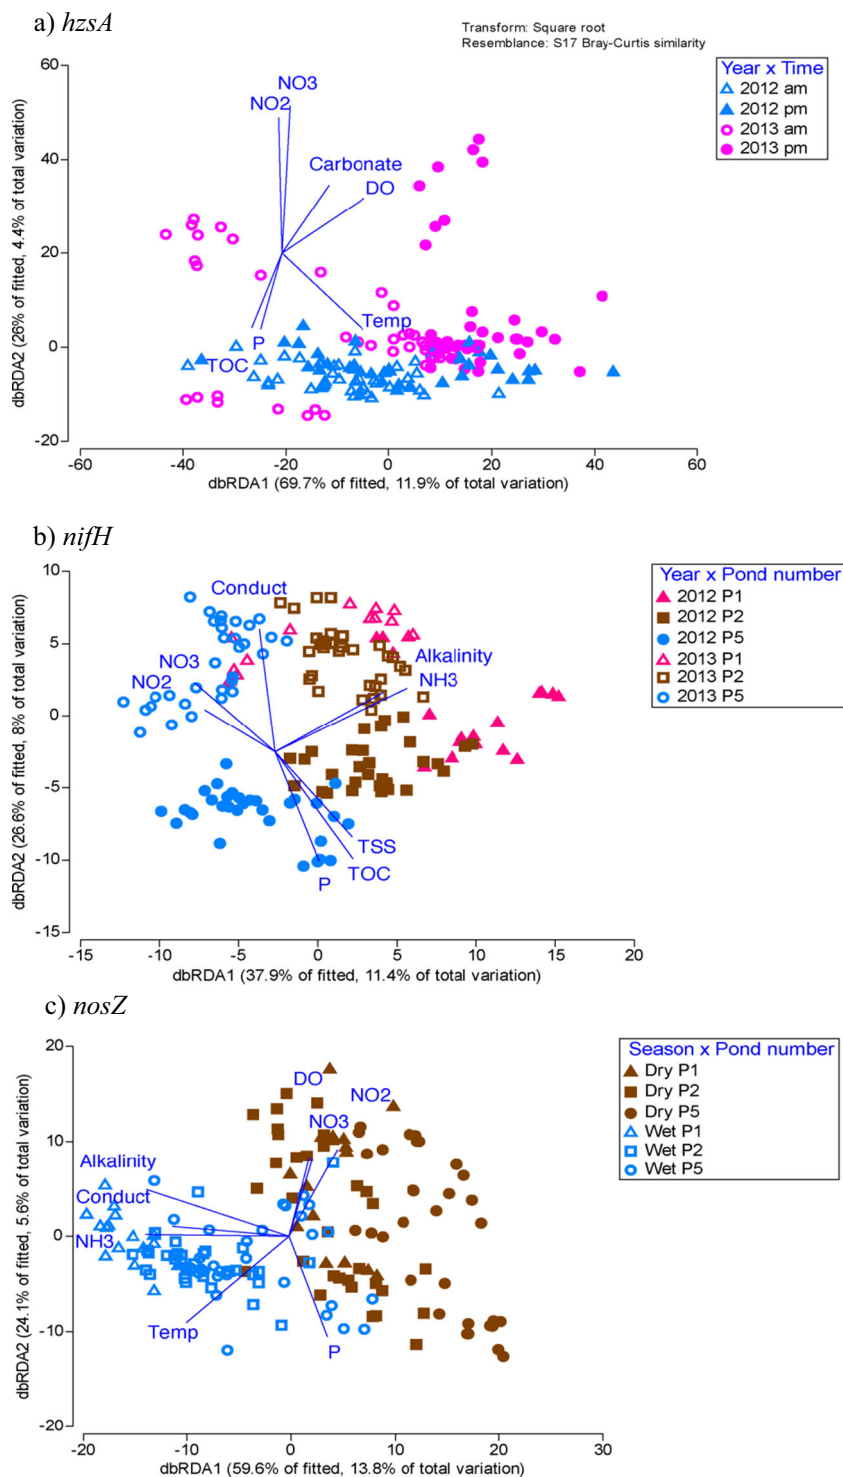 a) hzsA
Transform: Square root
Resemblance: S17 Bray-Curtis similarity
Year x Time
2012 am
2012 pm
2013 am
2013 pm
60
40
20
0
-20
dbRDA2 (26% of fitted, 4.4% of total variation)
NO3
NO2
Carbonate
DO
Temp
P
TOC
-60
-40
-20
0
20
40
60
dbRDA1 (69.7% of fitted, 11.9% of total variation)
b) nifH
Year x Pond number
2012 P1
2012 P2
2012 P5
2013 P1
2013 P2
2013 P5
10
5
0
-5
-10
-15
dbRDA2 (26.6% of fitted, 8% of total variation)
Conduct
Alkalinity
NO3
NH3
NO2
TSS
TOC
P
-15
-10
-5
0
5
10
15
20
dbRDA1 (37.9% of fitted, 11.4% of total variation)
c) nosZ
Season x Pond number
Dry P1
Dry P2
Dry P5
Wet P1
Wet P2
Wet P5
20
10
0
-10
-20
dbRDA2 (24.1% of fitted, 5.6% of total variation)
DO
NO2
NO3
Alkalinity
Conduct
NH3
Temp
P
-20
-10
0
10
20
30
dbRDA1 (59.6% of fitted, 13.8% of total variation)